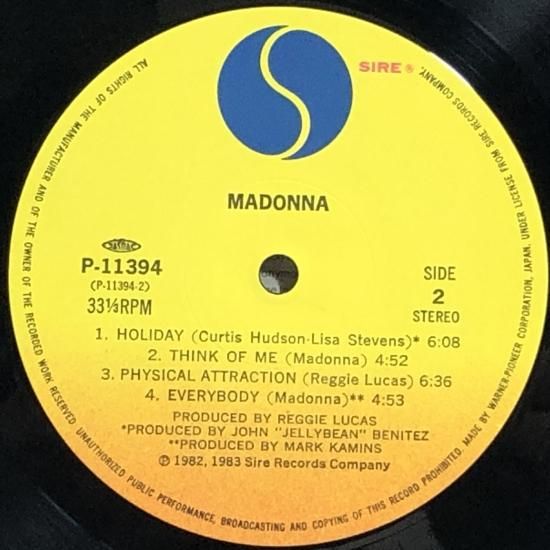 SIRE®
MADONNA
JASRAC
P-11394
(P-11394-2)
33⅓RPM
SIDE
2
STEREO
1. HOLIDAY (Curtis Hudson-Lisa Stevens)* 6:08
2. THINK OF ME (Madonna) 4:52
3. PHYSICAL ATTRACTION (Reggie Lucas) 6:36
4. EVERYBODY (Madonna)** 4:53
PRODUCED BY REGGIE LUCAS
*PRODUCED BY JOHN "JELLYBEAN" BENITEZ
**PRODUCED BY MARK KAMINS
℗ 1982, 1983 Sire Records Company
ALL RIGHTS OF THE MANUFACTURER AND OF THE OWNER OF THE RECORDED WORK RESERVED UNAUTHORIZED PUBLIC PERFORMANCE, BROADCASTING AND COPYING OF THIS RECORD PROHIBITED. MADE BY WARNER-PIONEER CORPORATION, JAPAN. UNDER LICENSE FROM SIRE RECORDS COMPANY.